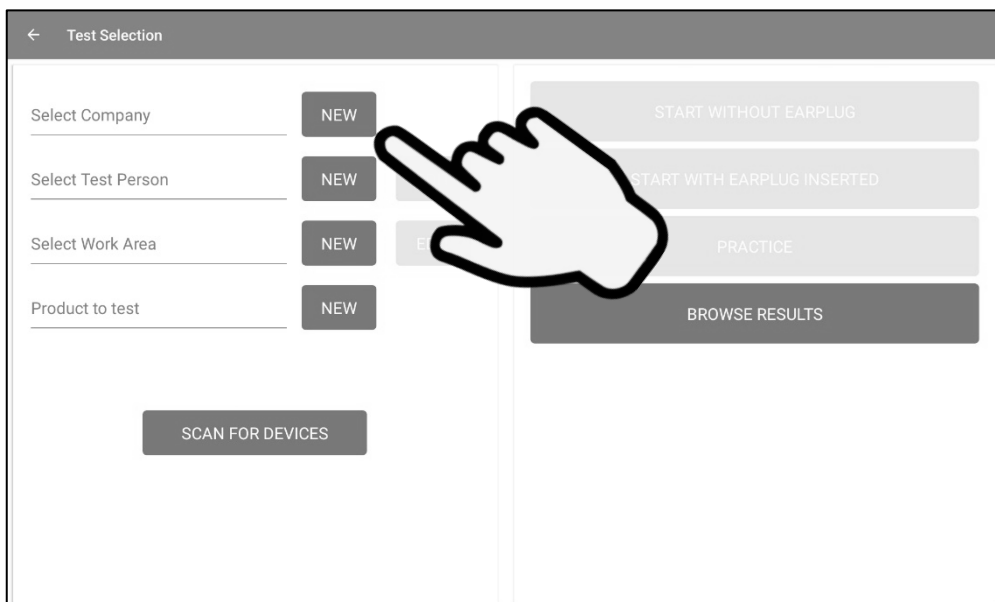 Test Selection
Select Company
NEW
Select Test Person
NEW
Select Work Area
NEW
Product to test
NEW
SCAN FOR DEVICES
START WITHOUT EARPLUG
START WITH EARPLUG INSERTED
PRACTICE
BROWSE RESULTS